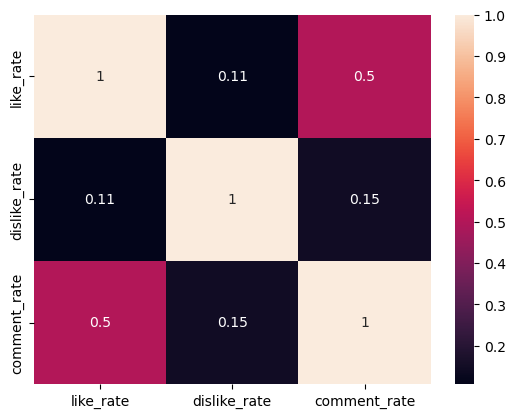 like_rate
dislike_rate
comment_rate
1 0.11 0.5
0.11 1 0.15
0.5 0.15 1
like_rate dislike_rate comment_rate
1.0
0.9
0.8
0.7
0.6
0.5
0.4
0.3
0.2